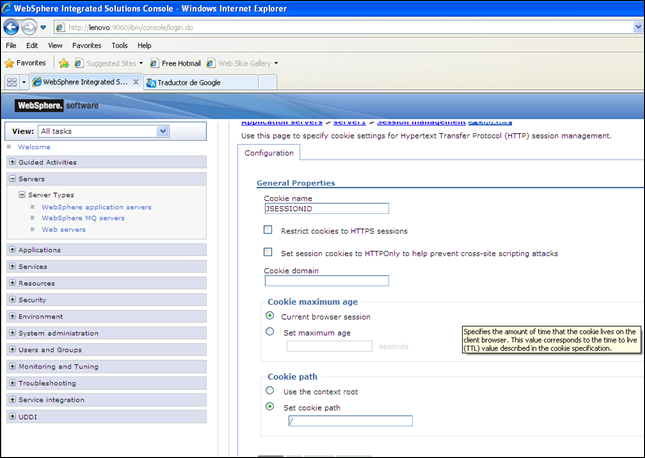 WebSphere Integrated Solutions Console - Windows Internet Explorer
http://lenovo:9060/ibm/console/login.do
File Edit View Favorites Tools Help
Favorites Suggested Sites Free Hotmail Web Slice Gallery
WebSphere Integrated S... X Traductor de Google
WebSphere. software
View: All tasks
Welcome
Guided Activities
Servers
Server Types
WebSphere application servers
WebSphere MQ servers
Web servers
Applications
Services
Resources
Security
Environment
System administration
Users and Groups
Monitoring and Tuning
Troubleshooting
Service integration
UDDI
Application servers > server1 > Session management >
Use this page to specify cookie settings for Hypertext Transfer Protocol (HTTP) session management.
Configuration
General Properties
Cookie name
JSESSIONID
Restrict cookies to HTTPS sessions
Set session cookies to HTTPOnly to help prevent cross-site scripting attacks
Cookie domain
Cookie maximum age
Current browser session
Set maximum age
seconds
Specifies the amount of time that the cookie lives on the
client browser. This value corresponds to the time to live
(TTL) value described in the cookie specification.
Cookie path
Use the context root
Set cookie path
/